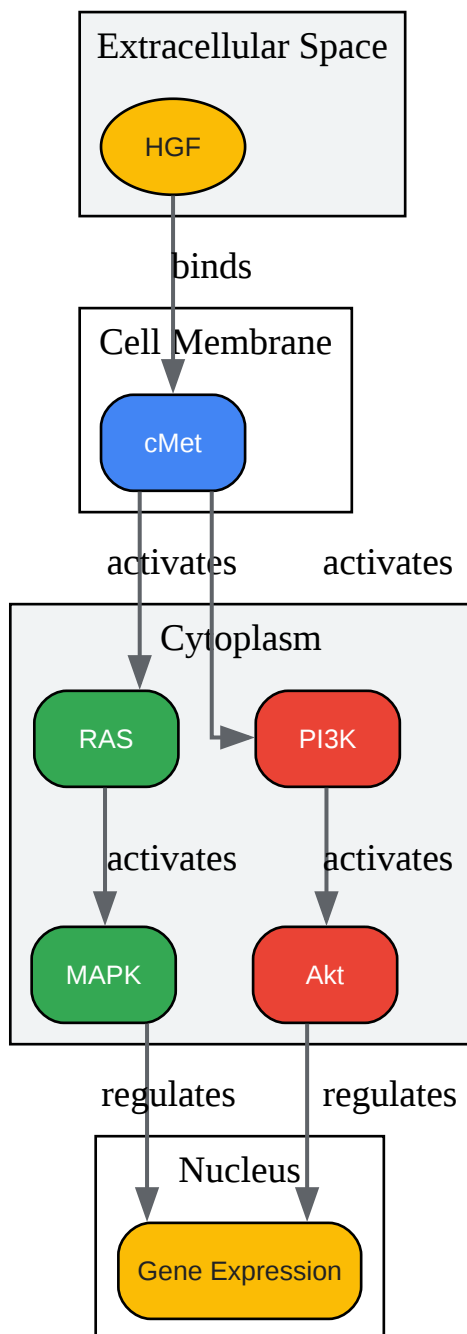 Extracellular Space
HGF
binds
Cell Membrane
cMet
activates activates
Cytoplasm
RAS PI3K
activates activates
MAPK Akt
regulates regulates
Nucleus
Gene Expression